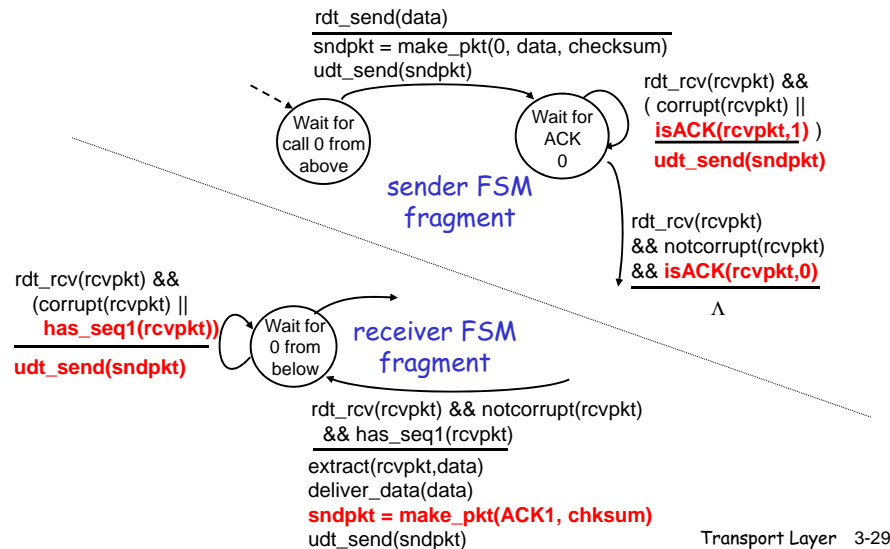 rdt_send(data)
sndpkt = make_pkt(0, data, checksum)
udt_send(sndpkt)
Wait for
call 0 from
above
Wait for
ACK
0
rdt_rcv(rcvpkt) &&
( corrupt(rcvpkt) ||
isACK(rcvpkt,1) )
udt_send(sndpkt)
sender FSM
fragment
rdt_rcv(rcvpkt)
&& notcorrupt(rcvpkt)
&& isACK(rcvpkt,0)
Λ
rdt_rcv(rcvpkt) &&
(corrupt(rcvpkt) ||
has_seq1(rcvpkt))
udt_send(sndpkt)
Wait for
0 from
below
receiver FSM
fragment
rdt_rcv(rcvpkt) && notcorrupt(rcvpkt)
&& has_seq1(rcvpkt)
extract(rcvpkt,data)
deliver_data(data)
sndpkt = make_pkt(ACK1, chksum)
udt_send(sndpkt)
Transport Layer 3-29